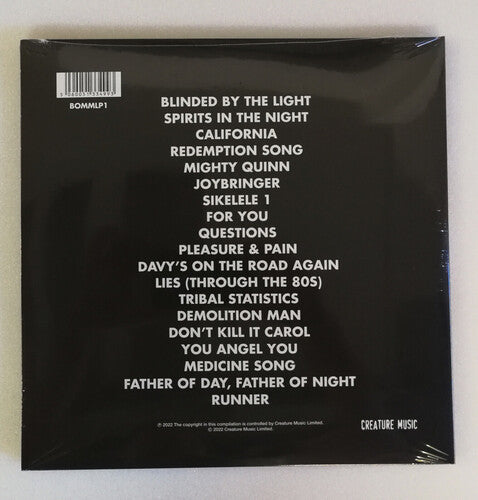 5 060051 334993
BOMMLP1
BLINDED BY THE LIGHT
SPIRITS IN THE NIGHT
CALIFORNIA
REDEMPTION SONG
MIGHTY QUINN
JOYBRINGER
SIKELELE 1
FOR YOU
QUESTIONS
PLEASURE & PAIN
DAVY'S ON THE ROAD AGAIN
LIES (THROUGH THE 80S)
TRIBAL STATISTICS
DEMOLITION MAN
DON'T KILL IT CAROL
YOU ANGEL YOU
MEDICINE SONG
FATHER OF DAY, FATHER OF NIGHT
RUNNER
℗ 2022 The copyright in this compilation is controlled by Creature Music Limited.
© 2022 Creature Music Limited.
CREATURE MUSIC